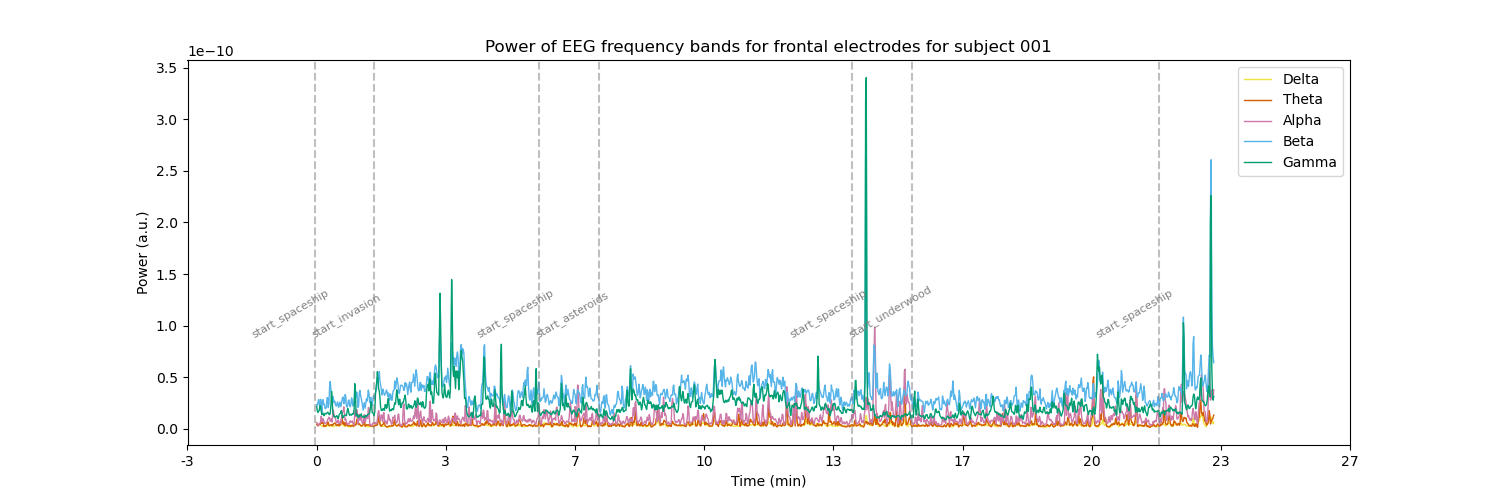 Power of EEG frequency bands for frontal electrodes for subject 001
1e−10
3.5
3.0
2.5
2.0
1.5
1.0
0.5
0.0
Power (a.u.)
start_spaceship
start_invasion
start_spaceship
start_asteroids
start_spaceship
start_underwood
start_spaceship
Delta
Theta
Alpha
Beta
Gamma
-3
0
3
7
10
13
17
20
23
27
Time (min)